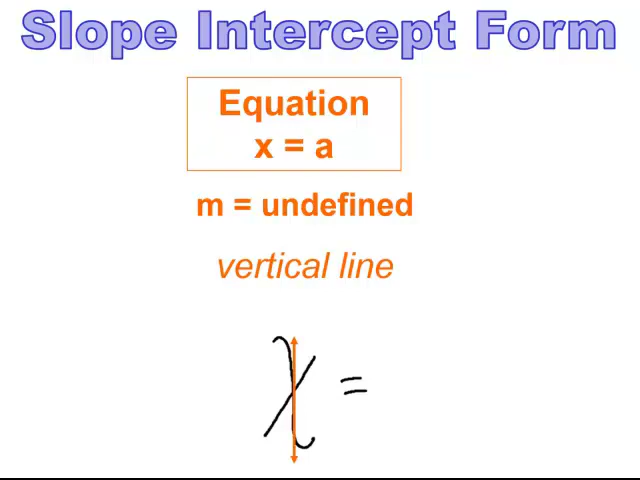 Slope Intercept Form
Equation
x = a
m = undefined
vertical line
x =